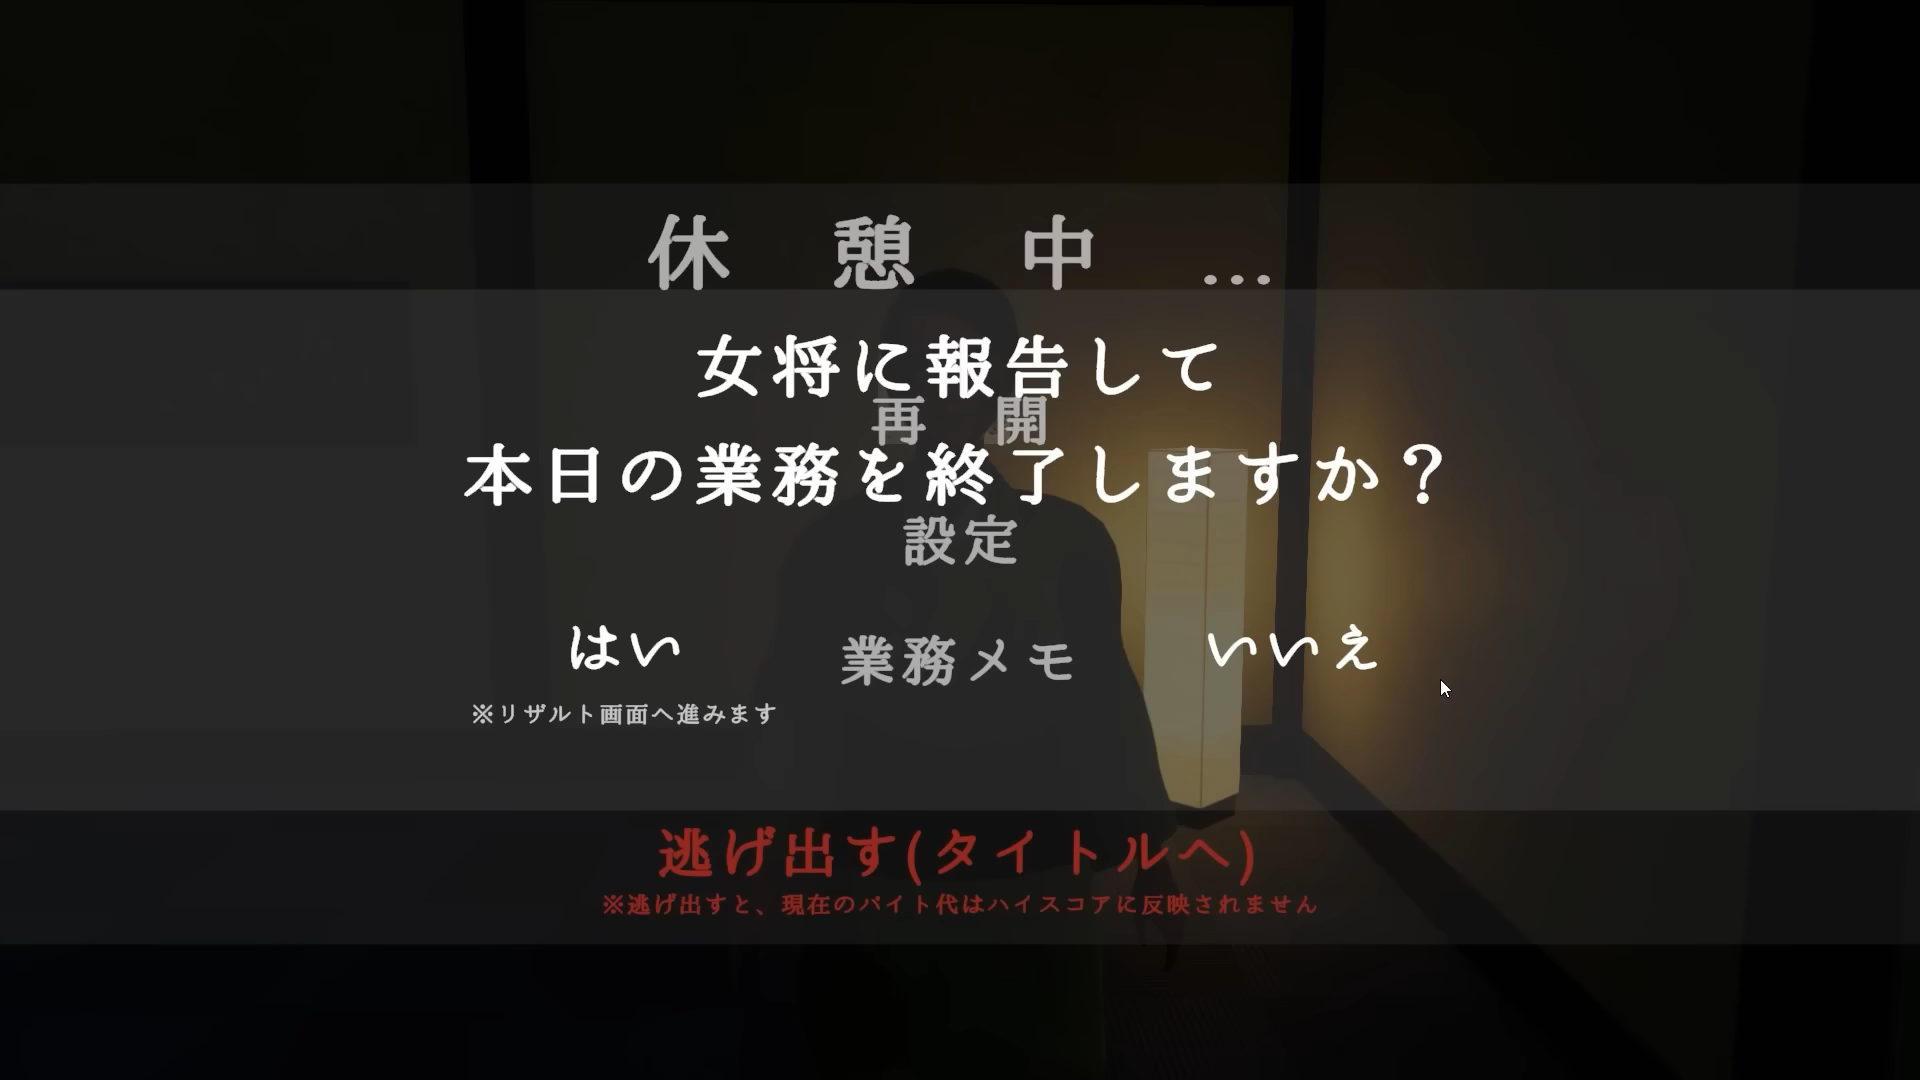 休憩中...
女将に報告して
再開
本日の業務を終了しますか？
設定
はい
業務メモ
いいえ
※リザルト画面へ進みます
逃げ出す(タイトルへ)
※逃げ出すと、現在のバイト代はハイスコアに反映されません